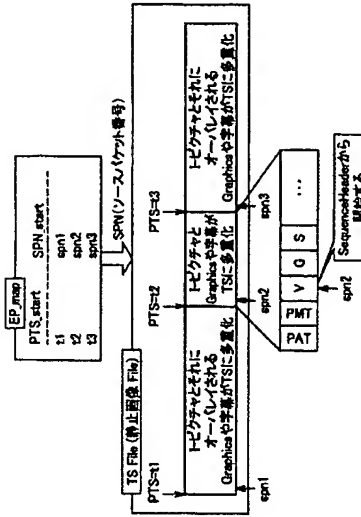 EP_map
PTS_start SPN_start
t1 spn1
t2 spn2
t3 spn3
SPN(ソースパケット番号)
TS File(静止画像 File)
PTS=t1
PTS=t2
PTS=t3
I-ピクチャとそれに
オーバレイされる
Graphicsや字幕がTSに多重化
I-ピクチャと
Graphicsや字幕が
TSに多重化
I-ピクチャとそれに
オーバレイされる
Graphicsや字幕がTSに多重化
spn1
spn2
spn3
PAT PMT V G S ...
spn2
SequenceHeaderから
開始する